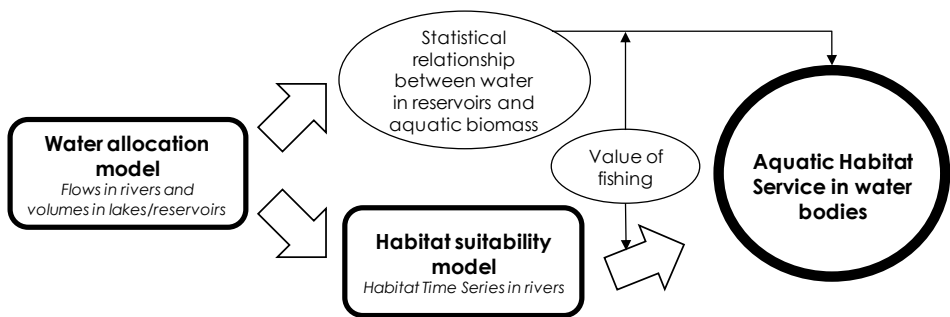 Statistical
relationship
between water
in reservoirs and
aquatic biomass
Water allocation
model
Flows in rivers and
volumes in lakes/reservoirs
Value of
fishing
Aquatic Habitat
Service in water
bodies
Habitat suitability
model
Habitat Time Series in rivers